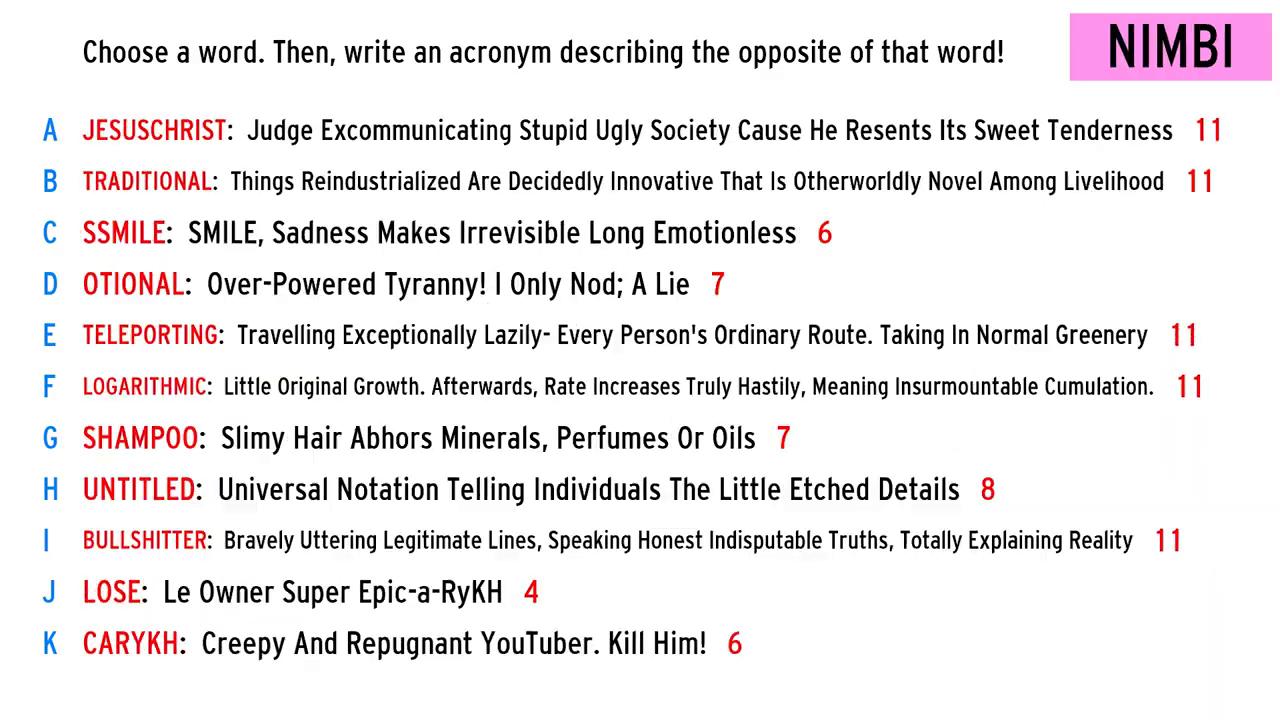 Choose a word. Then, write an acronym describing the opposite of that word!
NIMBI
A JESUSCHRIST: Judge Excommunicating Stupid Ugly Society Cause He Resents Its Sweet Tenderness 11
B TRADITIONAL: Things Reindustrialized Are Decidedly Innovative That Is Otherworldly Novel Among Livelihood 11
C SSMILE: SMILE, Sadness Makes Irrevisible Long Emotionless 6
D OTIONAL: Over-Powered Tyranny! I Only Nod; A Lie 7
E TELEPORTING: Travelling Exceptionally Lazily- Every Person's Ordinary Route. Taking In Normal Greenery 11
F LOGARITHMIC: Little Original Growth. Afterwards, Rate Increases Truly Hastily, Meaning Insurmountable Cumulation. 11
G SHAMPOO: Slimy Hair Abhors Minerals, Perfumes Or Oils 7
H UNTITLED: Universal Notation Telling Individuals The Little Etched Details 8
I BULLSHITTER: Bravely Uttering Legitimate Lines, Speaking Honest Indisputable Truths, Totally Explaining Reality 11
J LOSE: Le Owner Super Epic-a-RyKH 4
K CARYKH: Creepy And Repugnant YouTuber. Kill Him! 6